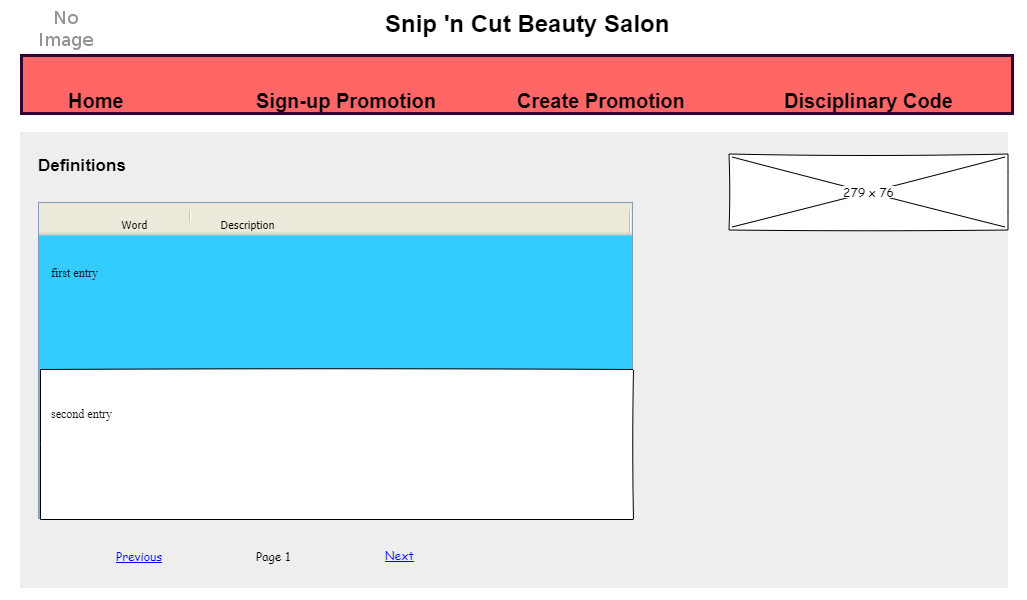 No
Image
Snip 'n Cut Beauty Salon
Home Sign-up Promotion Create Promotion Disciplinary Code
Definitions
279 x 76
Word Description
first entry
second entry
Previous Page 1 Next